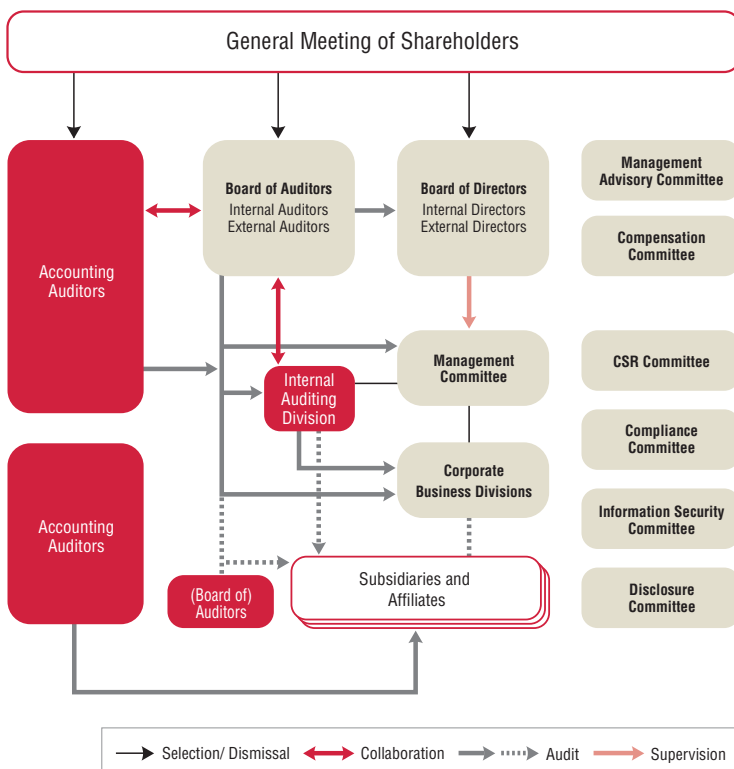 General Meeting of Shareholders
Accounting
Auditors
Board of Auditors
Internal Auditors
External Auditors
Board of Directors
Internal Directors
External Directors
Management
Advisory Committee
Compensation
Committee
Management
Committee
CSR Committee
Internal
Auditing
Division
Compliance
Committee
Accounting
Auditors
Corporate
Business Divisions
Information Security
Committee
(Board of)
Auditors
Subsidiaries and
Affiliates
Disclosure
Committee
Selection/ Dismissal
Collaboration
Audit
Supervision